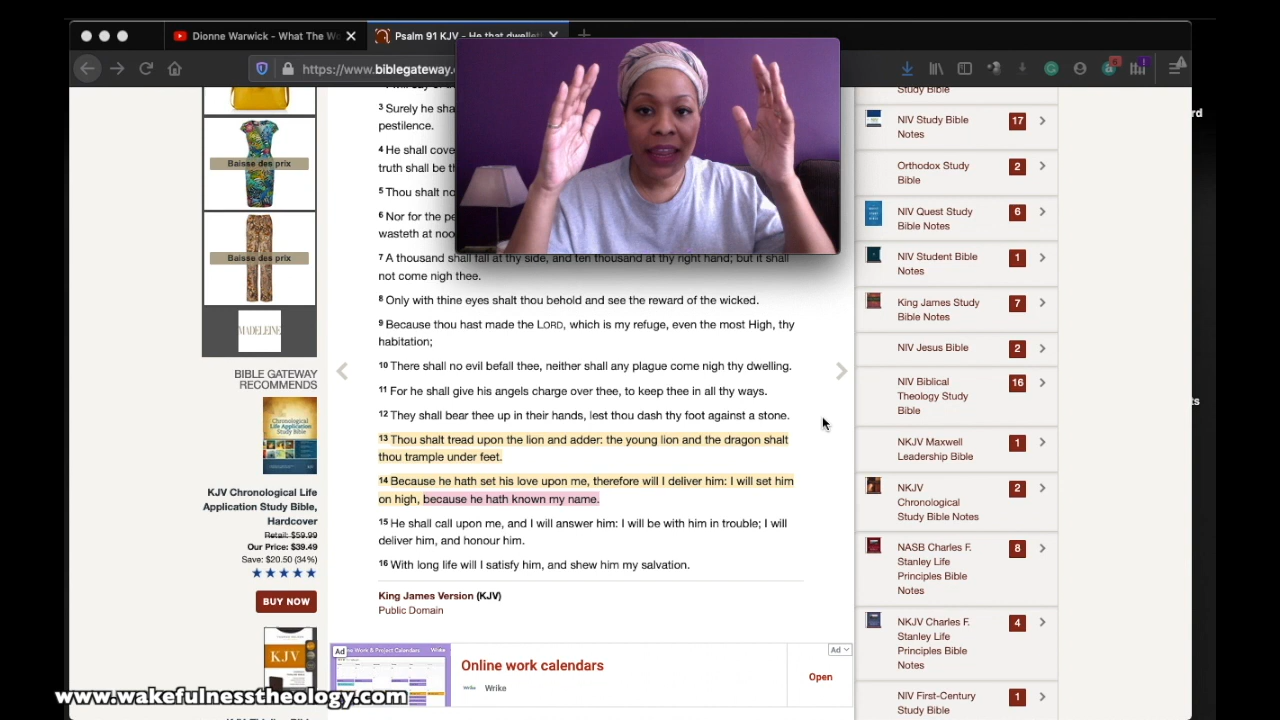 Dionne Warwick - What The Wo
Psalm 91 KJV - He that dwellet
https://www.biblegateway.c
3 Surely he sha
pestilence.
4 He shall cove
truth shall be th
5 Thou shalt no
6 Nor for the pe
wasteth at noo
7 A thousand shall fall at thy side, and ten thousand at thy right hand; but it shall
not come nigh thee.
8 Only with thine eyes shalt thou behold and see the reward of the wicked.
9 Because thou hast made the LORD, which is my refuge, even the most High, thy
habitation;
10 There shall no evil befall thee, neither shall any plague come nigh thy dwelling.
11 For he shall give his angels charge over thee, to keep thee in all thy ways.
12 They shall bear thee up in their hands, lest thou dash thy foot against a stone.
13 Thou shalt tread upon the lion and adder: the young lion and the dragon shalt
thou trample under feet.
14 Because he hath set his love upon me, therefore will I deliver him: I will set him
on high, because he hath known my name.
15 He shall call upon me, and I will answer him: I will be with him in trouble; I will
deliver him, and honour him.
16 With long life will I satisfy him, and shew him my salvation.
King James Version (KJV)
Public Domain
Ad
Online work calendars
Wrike
Open
Ad
ne Work & Project Calendars
Wrike
Baisse des prix
Baisse des prix
MADELEINE
BIBLE GATEWAY
RECOMMENDS
KJV Chronological Life
Application Study Bible,
Hardcover
Retail: $59.99
Our Price: $39.49
Save: $20.50 (34%)
BUY NOW
KJV
Study Bible
NIV Study Bible
Notes
17
Orthodox Study
Bible
2
NIV Quest Study
Bible Notes
6
NIV Student Bible
Notes
1
King James Study
Bible Notes
7
NIV Jesus Bible
2
NIV Biblical
Theology Study
Bible
16
NKJV Maxwell
Leadership Bible
1
NKJV
Chronological
Study Bible Notes
2
NASB Charles F.
Stanley Life
Principles Bible
Notes
8
NKJV Charles F.
Stanley Life
Principles Bible
Notes
4
NIV First-Century
Study Bible
1
rd
ts
www.wakefulnesstheology.com